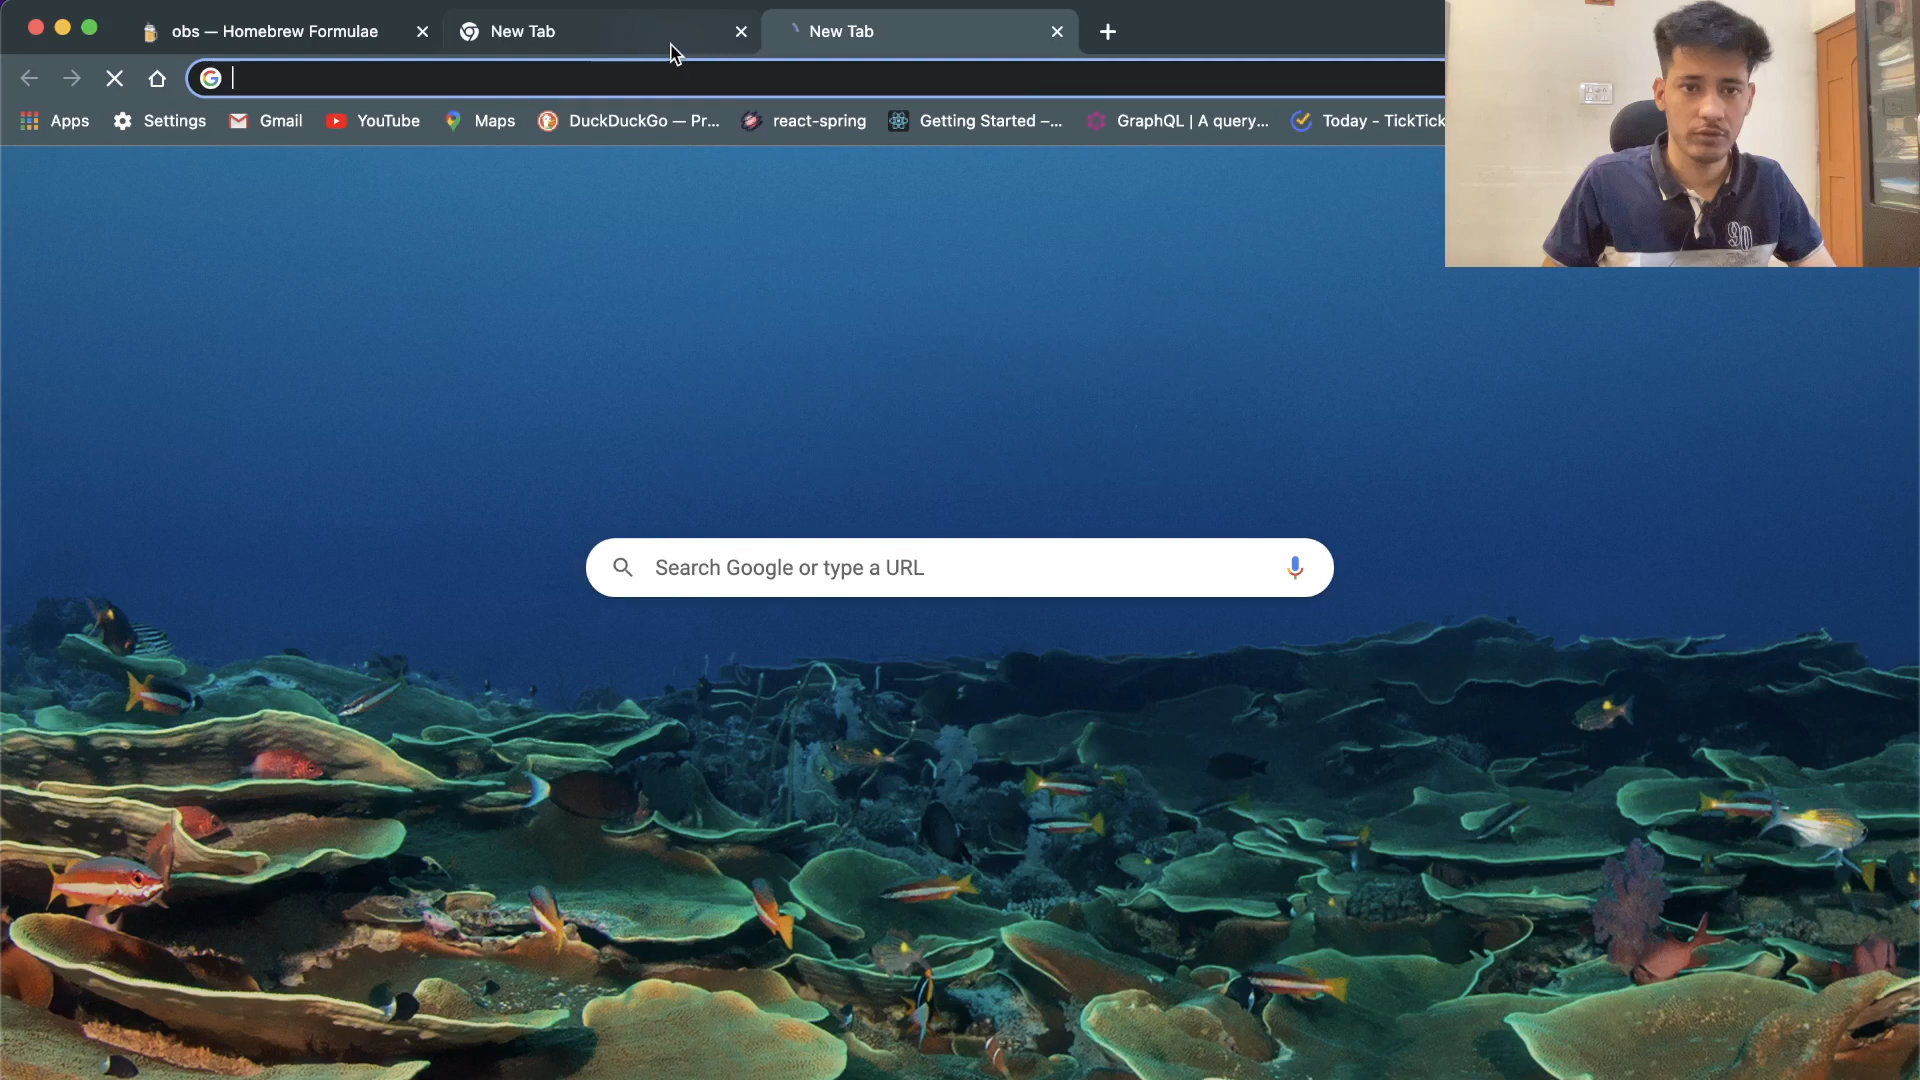 obs — Homebrew Formulae
New Tab
New Tab
Apps
Settings
Gmail
YouTube
Maps
DuckDuckGo — Pr...
react-spring
Getting Started –...
GraphQL | A query...
Today - TickTick
Search Google or type a URL
90